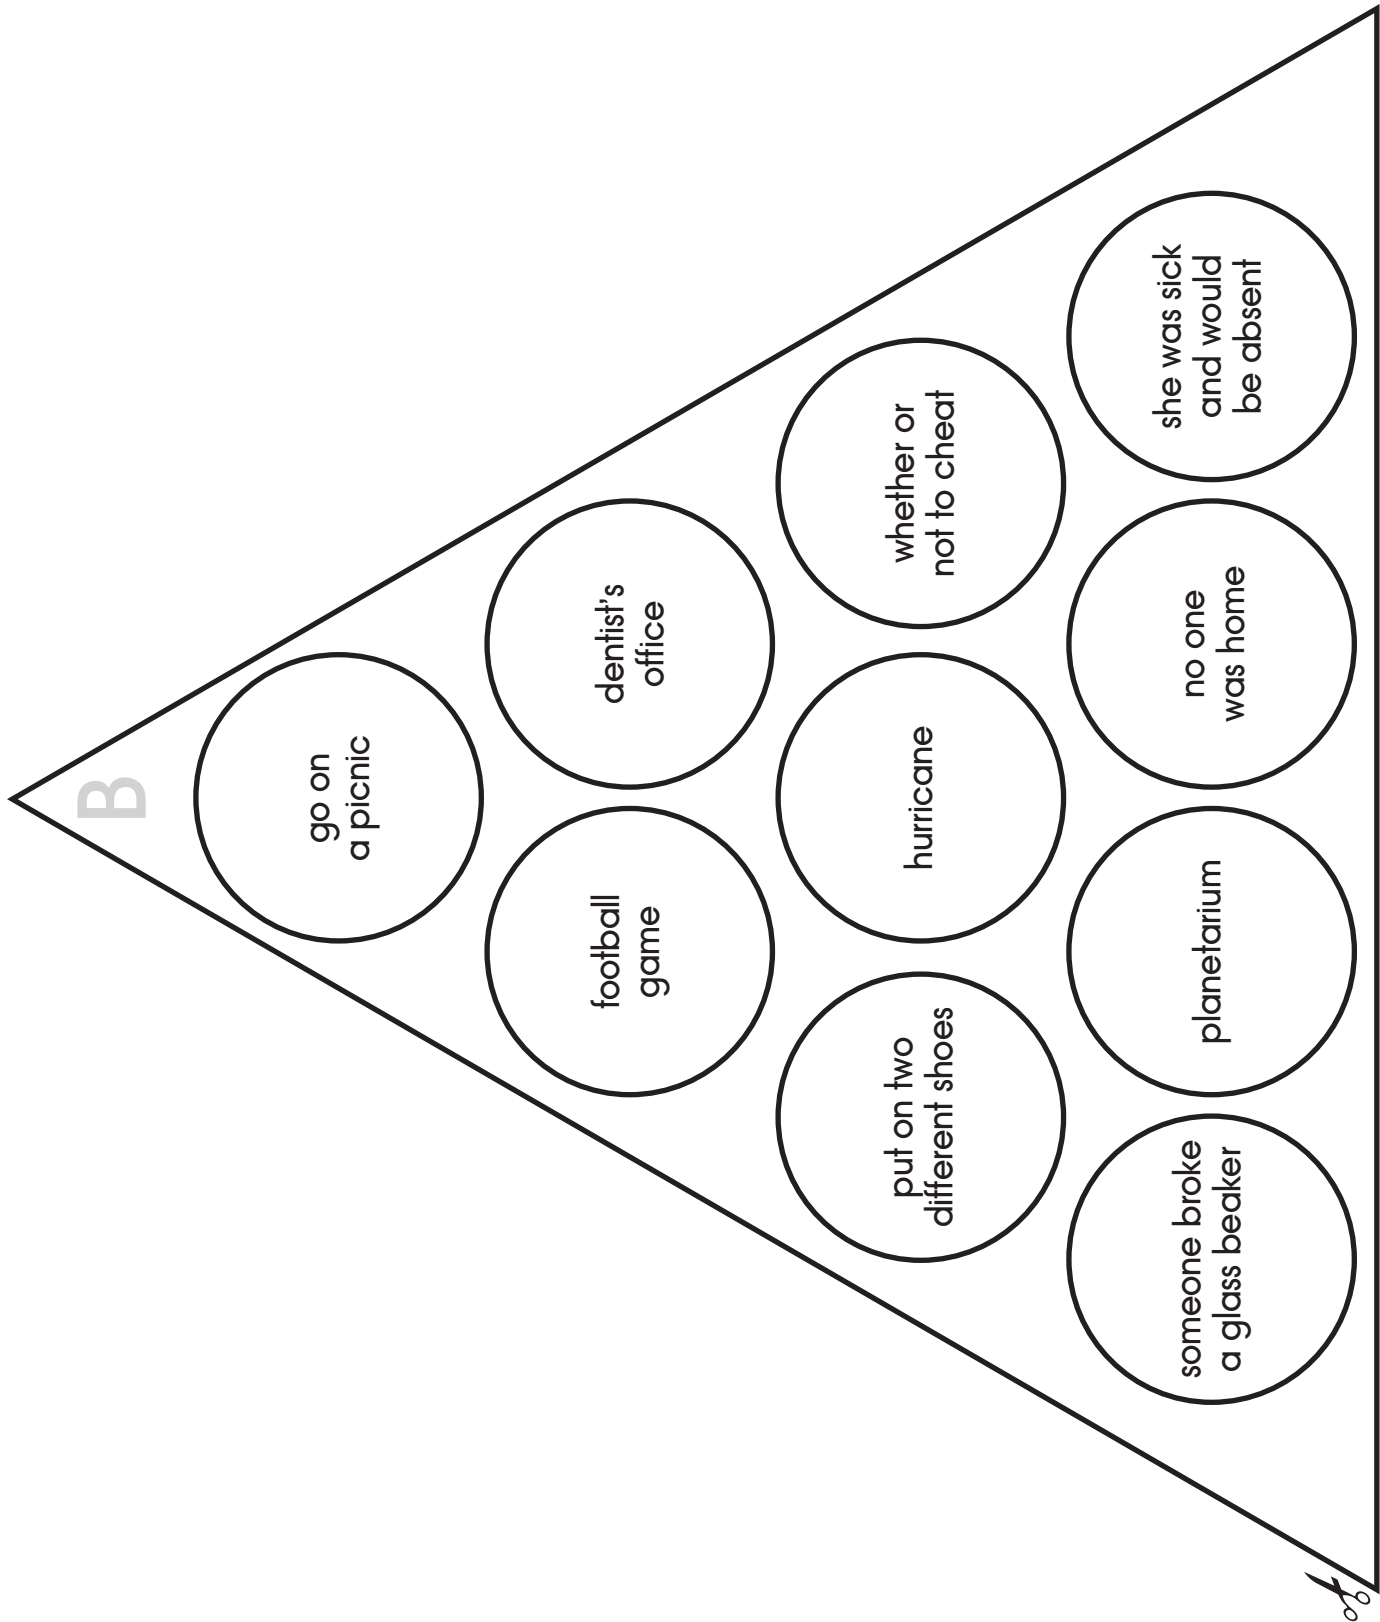 B
go on
a picnic
football
game
dentist's
office
put on two
different shoes
hurricane
whether or
not to cheat
someone broke
a glass beaker
planetarium
no one
was home
she was sick
and would
be absent